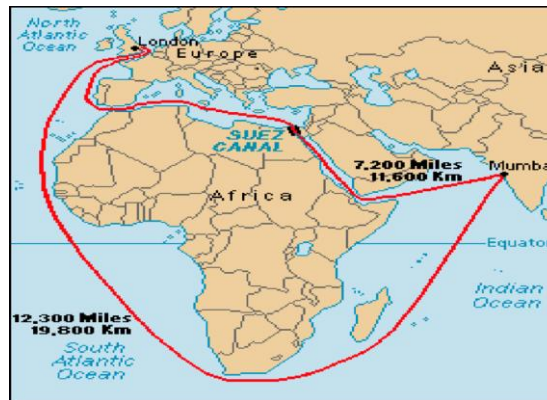 North
Atlantic
Ocean
London
Europe
Asia
SUEZ
CANAL
7,200 Miles
11,600 Km
Mumba
Africa
Equator
Indian
Ocean
12,300 Miles
19,800 Km
South
Atlantic
Ocean